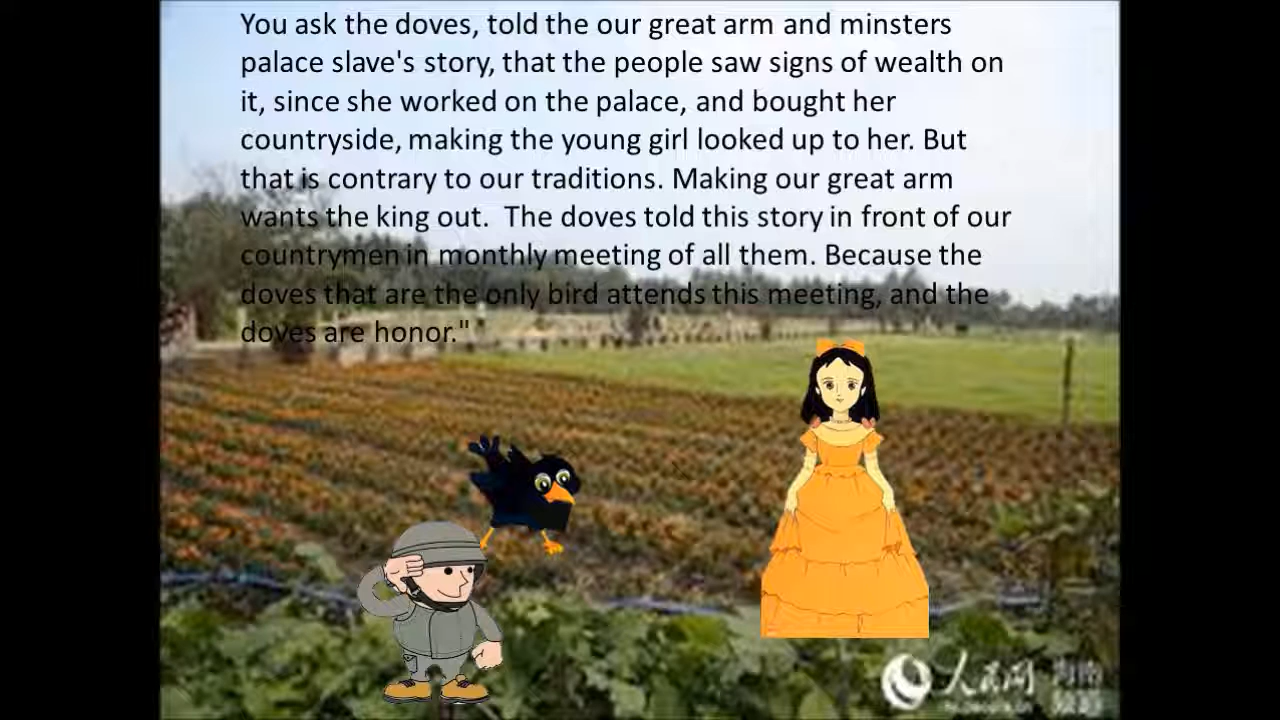 You ask the doves, told the our great arm and minsters
palace slave's story, that the people saw signs of wealth on
it, since she worked on the palace, and bought her
countryside, making the young girl looked up to her. But
that is contrary to our traditions. Making our great arm
wants the king out.  The doves told this story in front of our
countrymen in monthly meeting of all them. Because the
doves that are the only bird attends this meeting, and the
doves are honor."
人民网